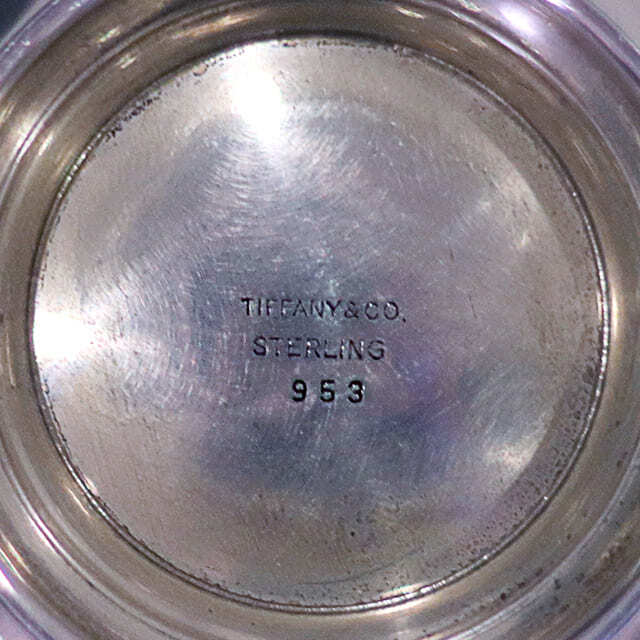 TIFFANY & CO.
STERLING
953